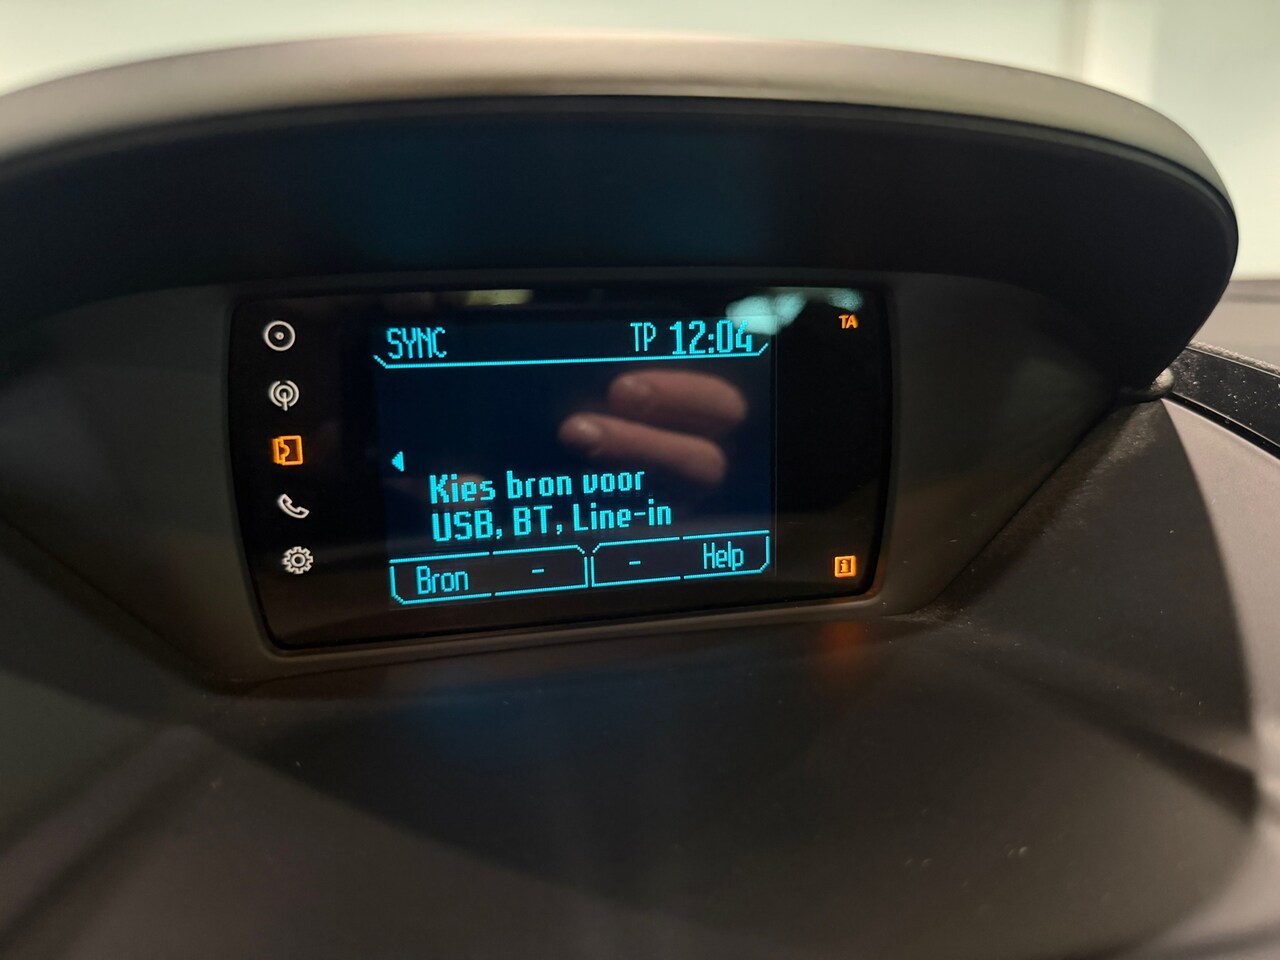 SYNC TP 12:04 TA
Kies bron voor
USB, BT, Line-in
Bron - - Help